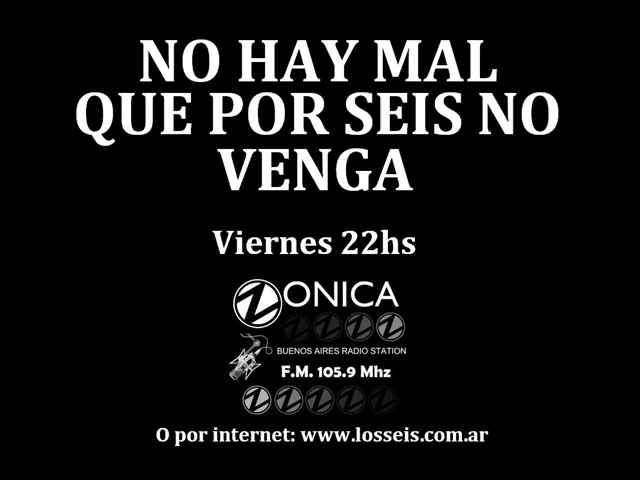 NO HAY MAL
QUE POR SEIS NO
VENGA
Viernes 22hs
ZONICA
BUENOS AIRES RADIO STATION
F.M. 105.9 Mhz
O por internet: www.losseis.com.ar